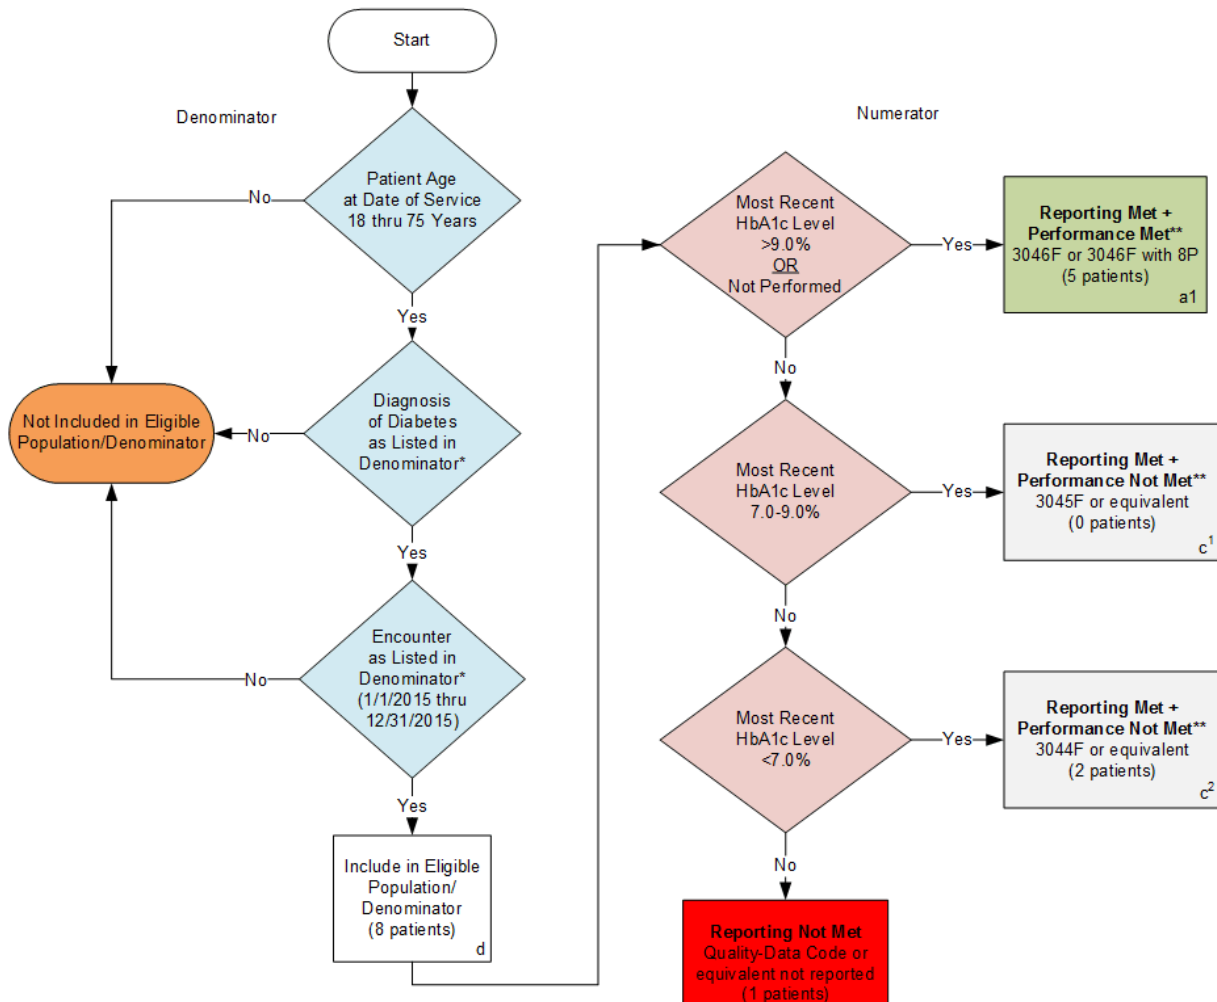 Start
Denominator
Patient Age
at Date of Service
18 thru 75 Years
No
Yes
Diagnosis
of Diabetes
as Listed in
Denominator*
No
Not Included in Eligible
Population/Denominator
Yes
Encounter
as Listed in
Denominator*
(1/1/2015 thru
12/31/2015)
No
Yes
Include in Eligible
Population/
Denominator
(8 patients)
d
Numerator
Most Recent
HbA1c Level
>9.0%
OR
Not Performed
Yes
Reporting Met +
Performance Met**
3046F or 3046F with 8P
(5 patients)
a1
No
Most Recent
HbA1c Level
7.0-9.0%
Yes
Reporting Met +
Performance Not Met**
3045F or equivalent
(0 patients)
c¹
No
Most Recent
HbA1c Level
<7.0%
Yes
Reporting Met +
Performance Not Met**
3044F or equivalent
(2 patients)
c²
No
Reporting Not Met
Quality-Data Code or
equivalent not reported
(1 patients)